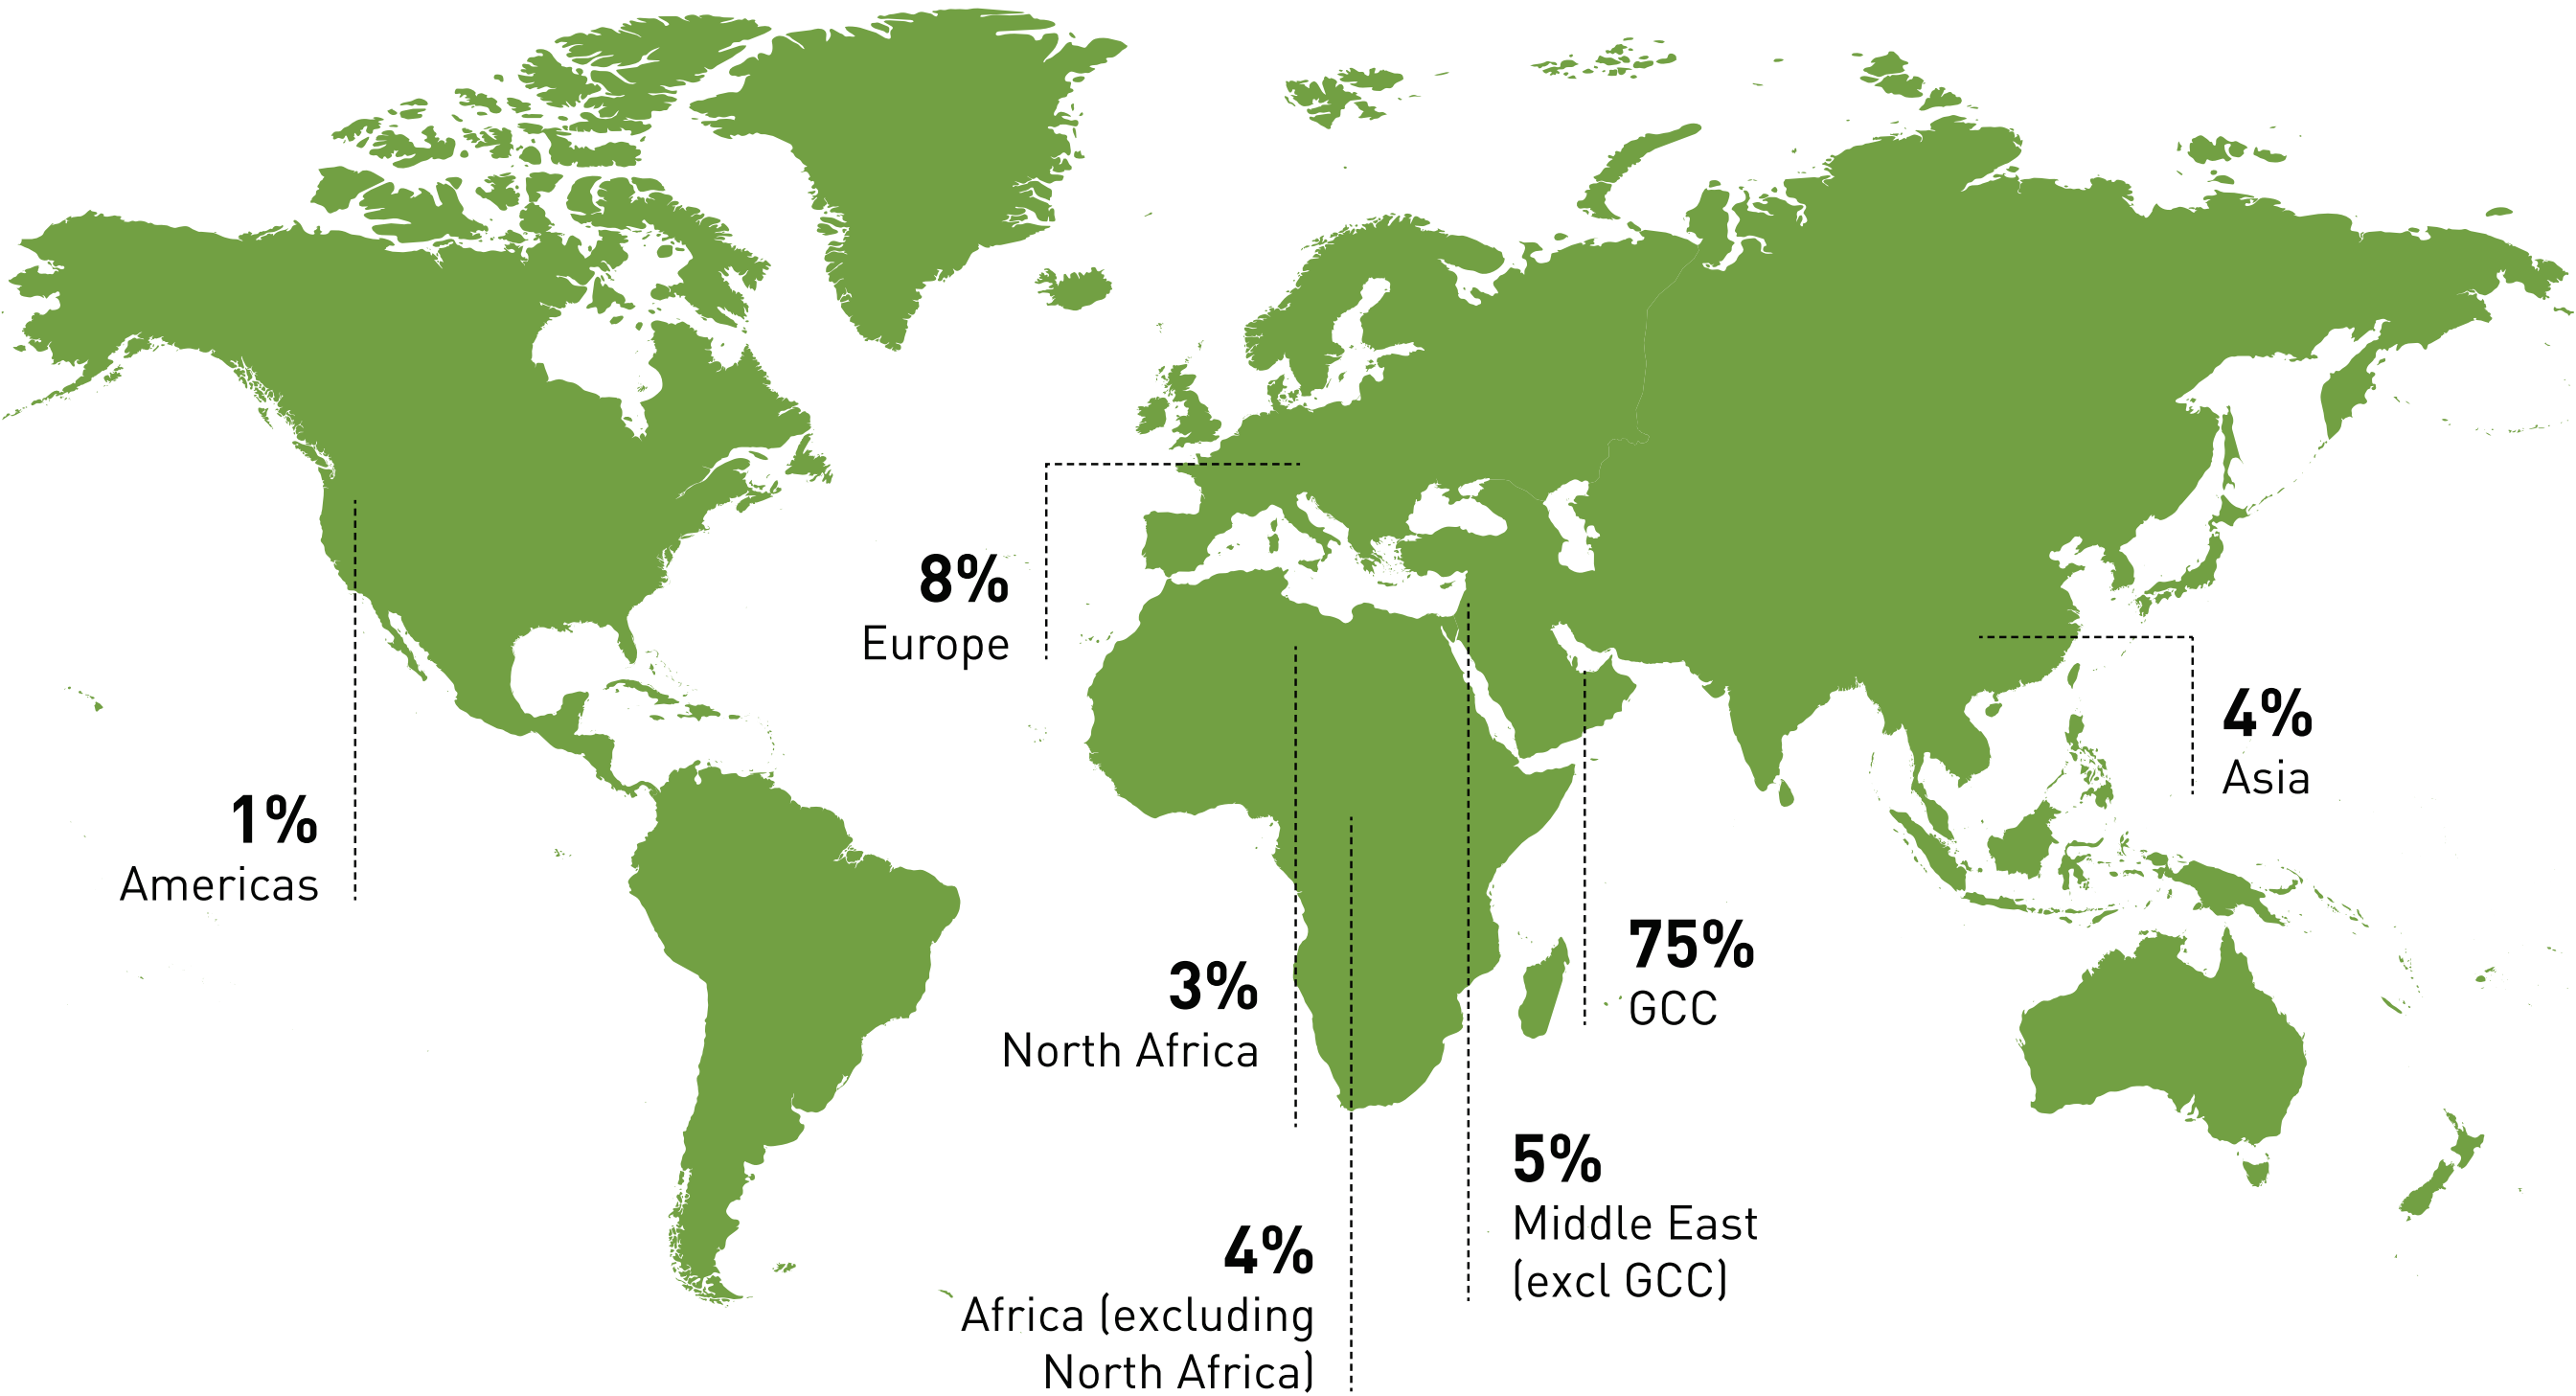 8%
Europe
4%
Asia
1%
Americas
75%
GCC
3%
North Africa
5%
Middle East
(excl GCC)
4%
Africa (excluding
North Africa)